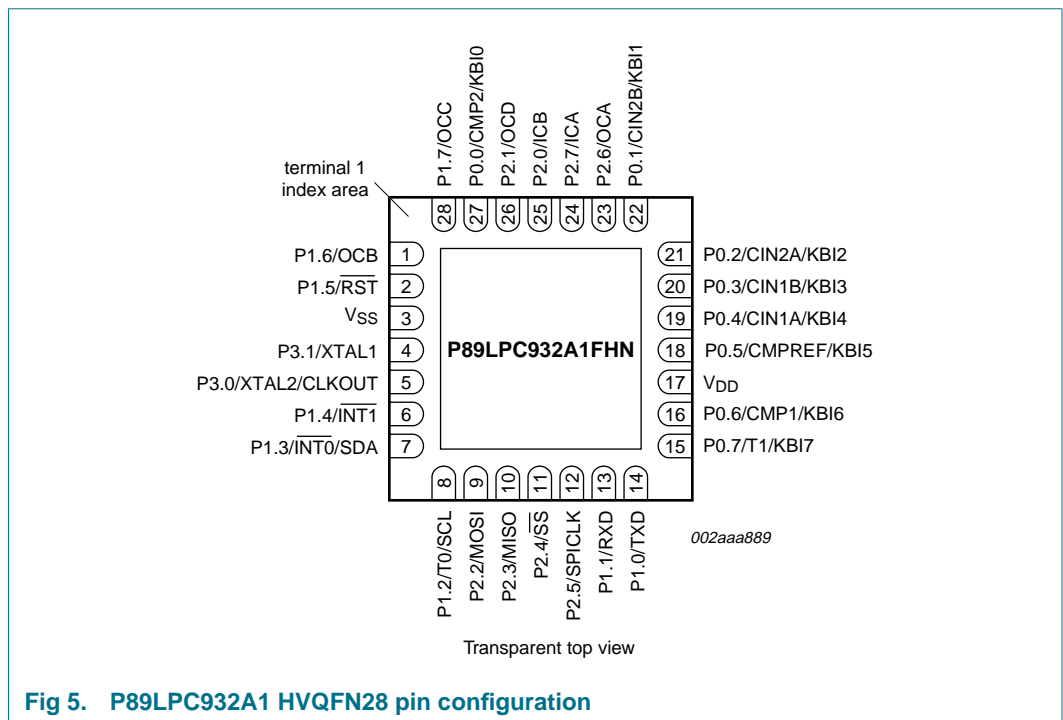 P1.7/OCC
P0.0/CMP2/KBI0
P2.1/OCD
P2.0/ICB
P2.7/ICA
P2.6/OCA
P0.1/CIN2B/KBI1
terminal 1
index area
28
27
26
25
24
23
22
P1.6/OCB 1
P1.5/RST 2
VSS 3
P3.1/XTAL1 4
P3.0/XTAL2/CLKOUT 5
P1.4/INT1 6
P1.3/INT0/SDA 7
P89LPC932A1FHN
21 P0.2/CIN2A/KBI2
20 P0.3/CIN1B/KBI3
19 P0.4/CIN1A/KBI4
18 P0.5/CMPREF/KBI5
17 VDD
16 P0.6/CMP1/KBI6
15 P0.7/T1/KBI7
8
9
10
11
12
13
14
P1.2/T0/SCL
P2.2/MOSI
P2.3/MISO
P2.4/SS
P2.5/SPICLK
P1.1/RXD
P1.0/TXD
002aaa889
Transparent top view
Fig 5. P89LPC932A1 HVQFN28 pin configuration